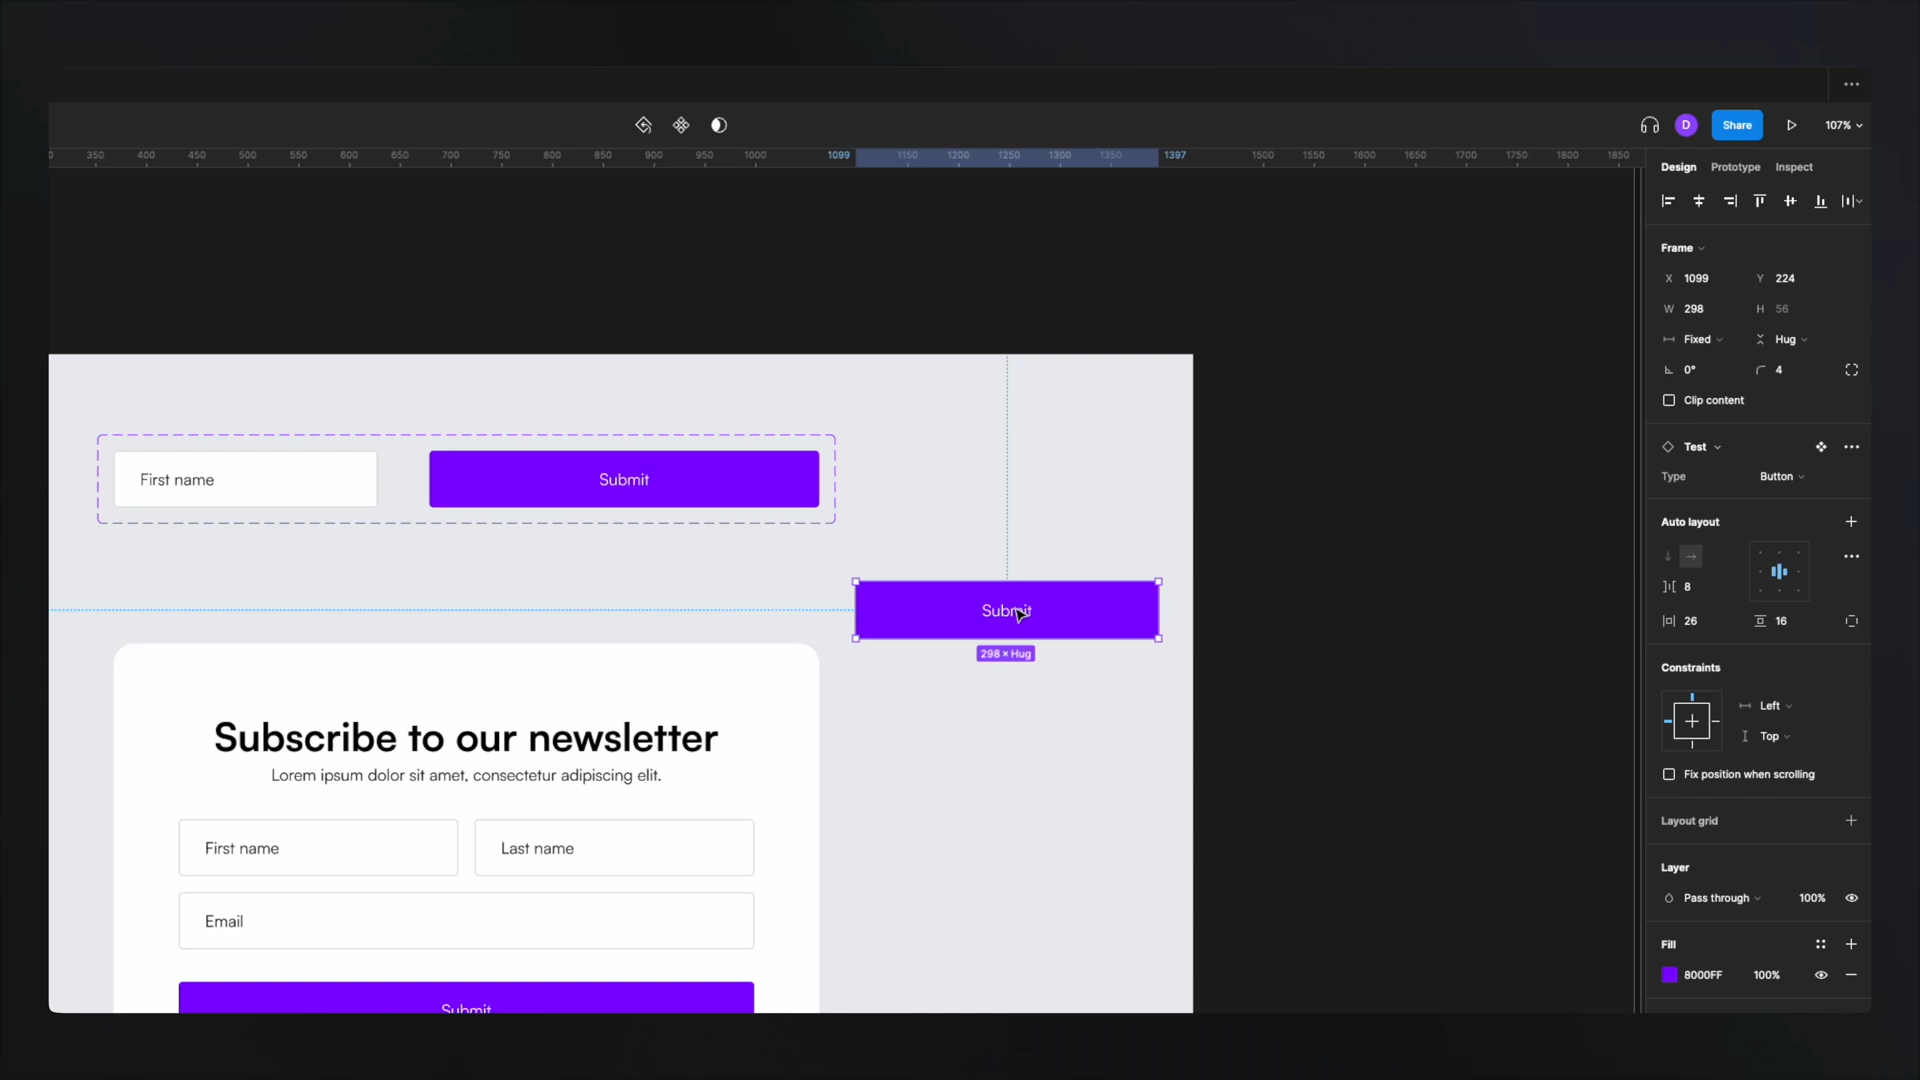 D Share 107%
0 350 400 450 500 550 600 650 700 750 800 850 900 950 1000 1099 1150 1200 1250 1300 1350 1397 1500 1550 1600 1650 1700 1750 1800 1850
Design Prototype Inspect
Frame
X 1099 Y 224
W 298 H 56
Fixed Hug
0° 4
Clip content
Test
Type Button
Auto layout
8
26 16
Constraints
Left
Top
Fix position when scrolling
Layout grid
Layer
Pass through 100%
Fill
8000FF 100%
First name Submit
Submit
298 × Hug
Subscribe to our newsletter
Lorem ipsum dolor sit amet, consectetur adipiscing elit.
First name Last name
Email
Submit